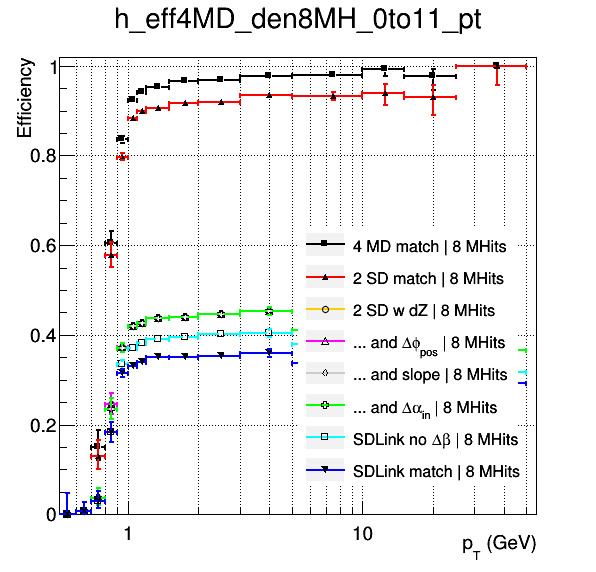 h_eff4MD_den8MH_0to11_pt
Efficiency
1
0.8
0.6
0.4
0.2
0
4 MD match | 8 MHits
2 SD match | 8 MHits
2 SD w dZ | 8 MHits
... and Δϕpos | 8 MHits
... and slope | 8 MHits
... and Δαin | 8 MHits
SDLink no Δβ | 8 MHits
SDLink match | 8 MHits
1 10
pT (GeV)